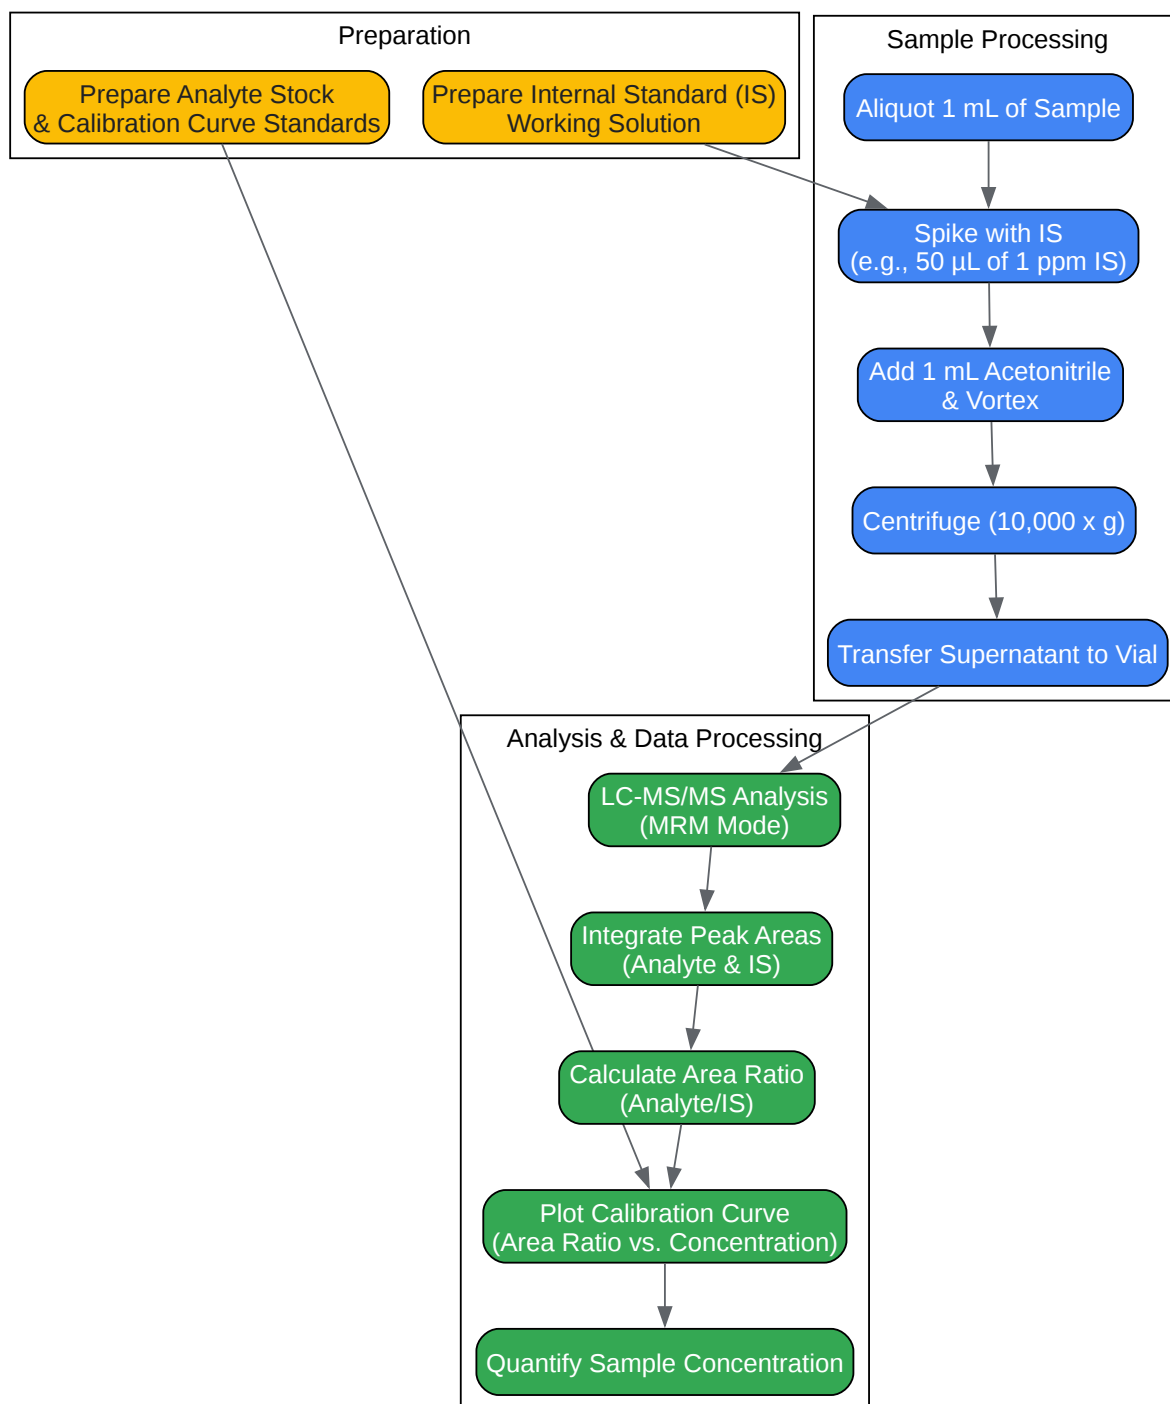 Preparation
Prepare Analyte Stock
& Calibration Curve Standards
Prepare Internal Standard (IS)
Working Solution
Sample Processing
Aliquot 1 mL of Sample
Spike with IS
(e.g., 50 µL of 1 ppm IS)
Add 1 mL Acetonitrile
& Vortex
Centrifuge (10,000 x g)
Transfer Supernatant to Vial
Analysis & Data Processing
LC-MS/MS Analysis
(MRM Mode)
Integrate Peak Areas
(Analyte & IS)
Calculate Area Ratio
(Analyte/IS)
Plot Calibration Curve
(Area Ratio vs. Concentration)
Quantify Sample Concentration